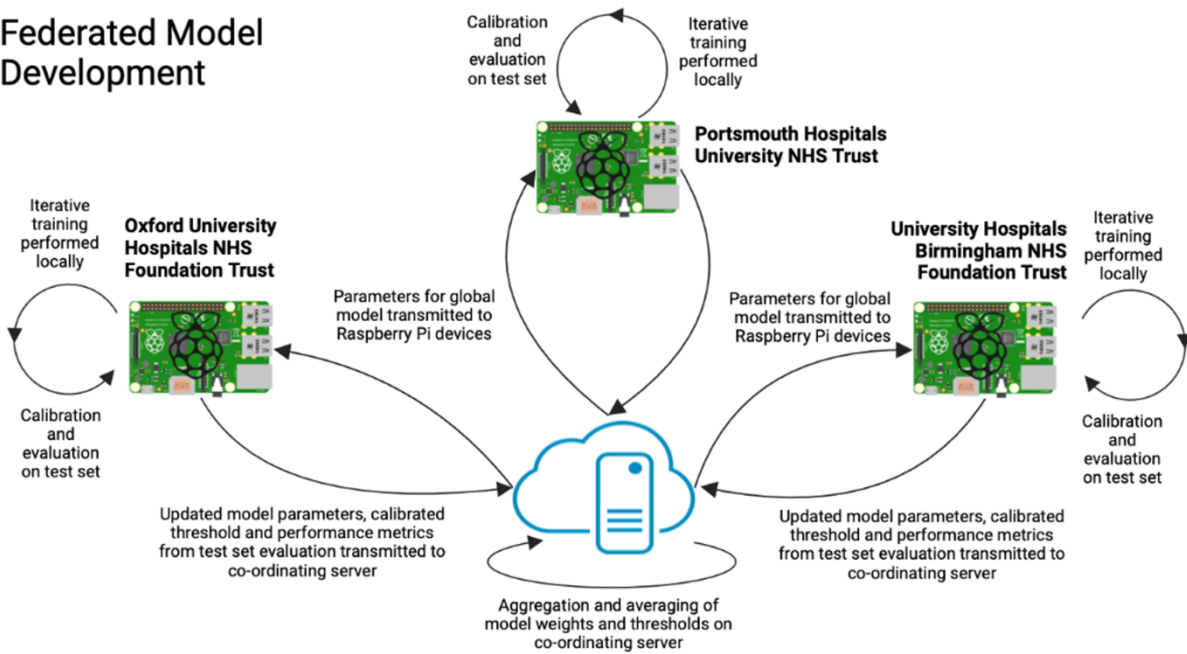 Federated Model
Development
Calibration
and
evaluation
on test set
Iterative
training
performed
locally
Portsmouth Hospitals
University NHS Trust
Iterative
training
performed
locally
Oxford University
Hospitals NHS
Foundation Trust
University Hospitals
Birmingham NHS
Foundation Trust
Iterative
training
performed
locally
Parameters for global
model transmitted to
Raspberry Pi devices
Parameters for global
model transmitted to
Raspberry Pi devices
Calibration
and
evaluation
on test set
Calibration
and
evaluation
on test set
Updated model parameters, calibrated
threshold and performance metrics
from test set evaluation transmitted to
co-ordinating server
Updated model parameters, calibrated
threshold and performance metrics
from test set evaluation transmitted to
co-ordinating server
Aggregation and averaging of
model weights and thresholds on
co-ordinating server